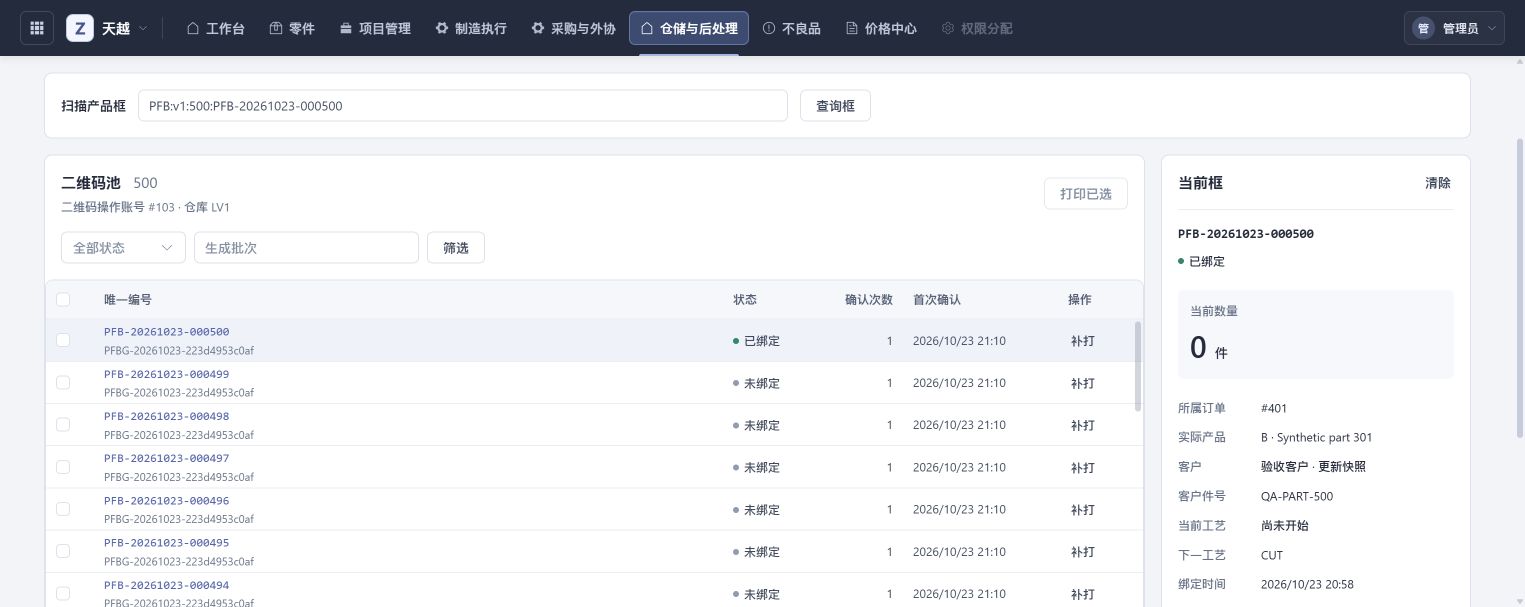 Z 天越 工作台 零件 项目管理 制造执行 采购与外协 仓储与后处理 不良品 价格中心 权限分配 管 管理员
扫描产品框 PFB:v1:500:PFB-20261023-000500 查询框
二维码池 500
二维码操作账号 #103 · 仓库 LV1
打印已选
全部状态 生成批次 筛选
唯一编号 状态 确认次数 首次确认 操作
PFB-20261023-000500
PFBG-20261023-223d4953c0af
已绑定 1 2026/10/23 21:10 补打
PFB-20261023-000499
PFBG-20261023-223d4953c0af
未绑定 1 2026/10/23 21:10 补打
PFB-20261023-000498
PFBG-20261023-223d4953c0af
未绑定 1 2026/10/23 21:10 补打
PFB-20261023-000497
PFBG-20261023-223d4953c0af
未绑定 1 2026/10/23 21:10 补打
PFB-20261023-000496
PFBG-20261023-223d4953c0af
未绑定 1 2026/10/23 21:10 补打
PFB-20261023-000495
PFBG-20261023-223d4953c0af
未绑定 1 2026/10/23 21:10 补打
PFB-20261023-000494
PFBG-20261023-223d4953c0af
未绑定 1 2026/10/23 21:10 补打
当前框 清除
PFB-20261023-000500
已绑定
当前数量
0 件
所属订单 #401
实际产品 B · Synthetic part 301
客户 验收客户 · 更新快照
客户件号 QA-PART-500
当前工艺 尚未开始
下一工艺 CUT
绑定时间 2026/10/23 20:58